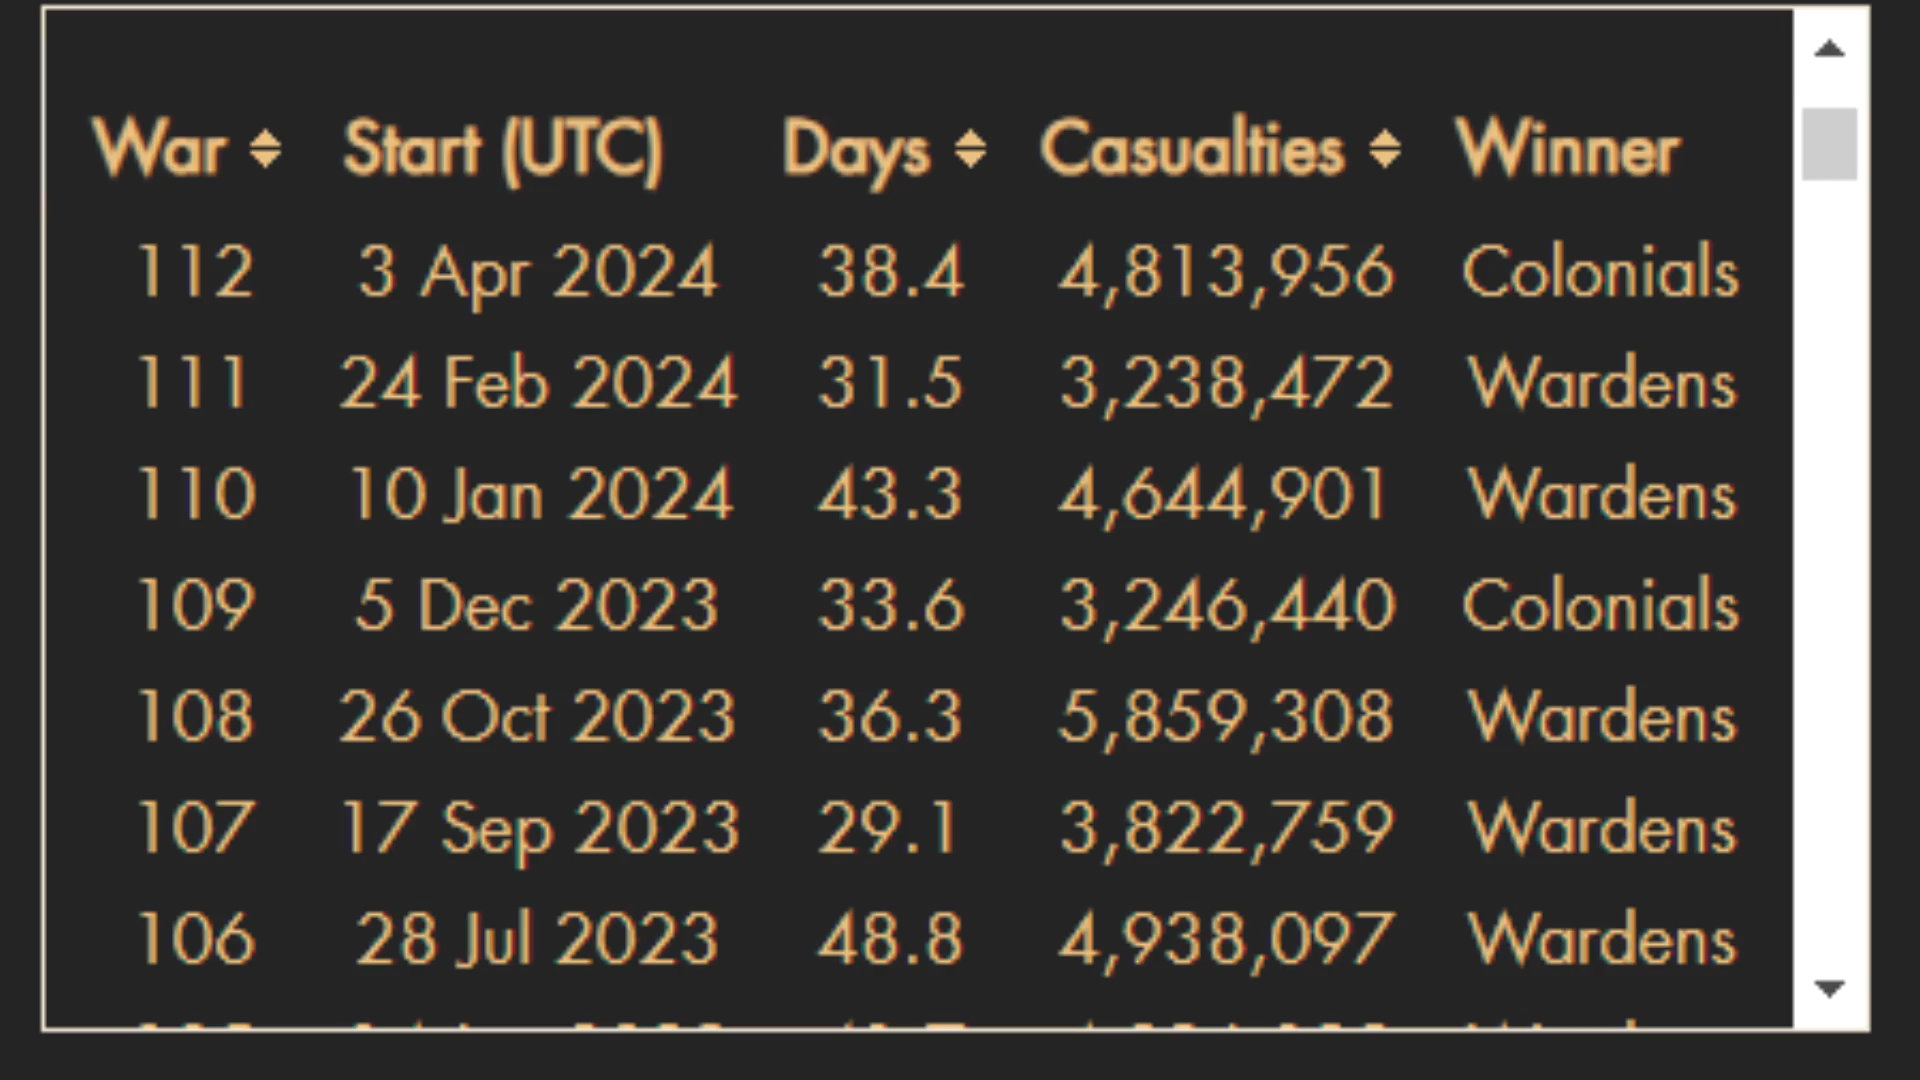 War Start (UTC) Days Casualties Winner
112 3 Apr 2024 38.4 4,813,956 Colonials
111 24 Feb 2024 31.5 3,238,472 Wardens
110 10 Jan 2024 43.3 4,644,901 Wardens
109 5 Dec 2023 33.6 3,246,440 Colonials
108 26 Oct 2023 36.3 5,859,308 Wardens
107 17 Sep 2023 29.1 3,822,759 Wardens
106 28 Jul 2023 48.8 4,938,097 Wardens